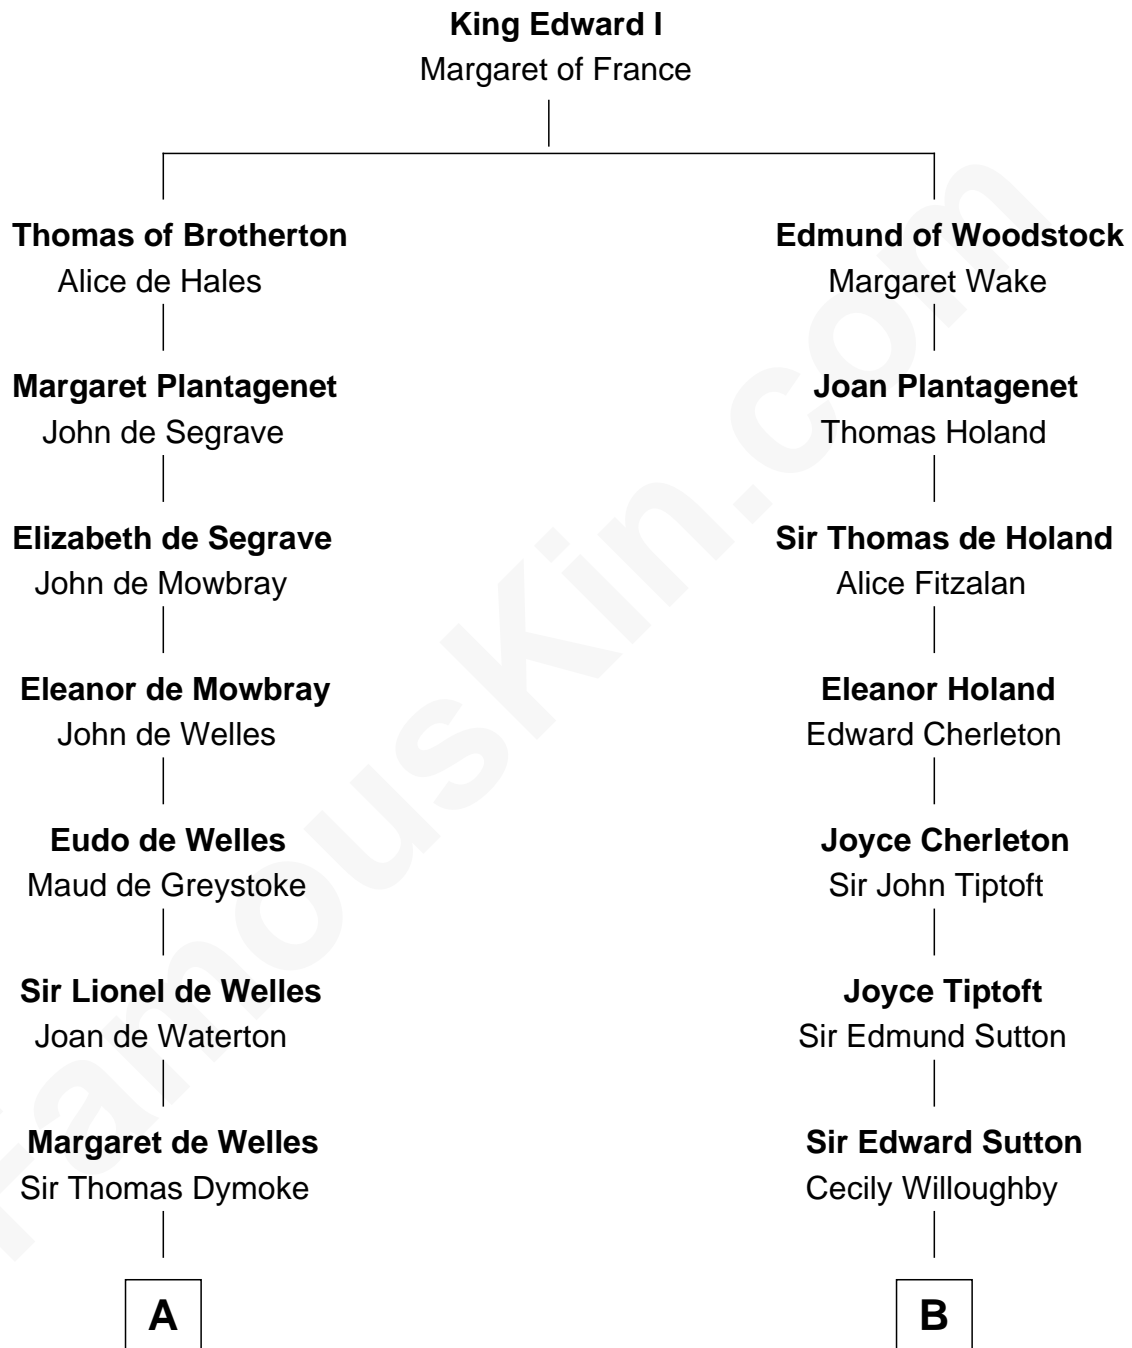 King Edward I
Margaret of France
Thomas of Brotherton
Alice de Hales
Margaret Plantagenet
John de Segrave
Elizabeth de Segrave
John de Mowbray
Eleanor de Mowbray
John de Welles
Eudo de Welles
Maud de Greystoke
Sir Lionel de Welles
Joan de Waterton
Margaret de Welles
Sir Thomas Dymoke
A
Edmund of Woodstock
Margaret Wake
Joan Plantagenet
Thomas Holand
Sir Thomas de Holand
Alice Fitzalan
Eleanor Holand
Edward Cherleton
Joyce Cherleton
Sir John Tiptoft
Joyce Tiptoft
Sir Edmund Sutton
Sir Edward Sutton
Cecily Willoughby
B
FamousKin.com